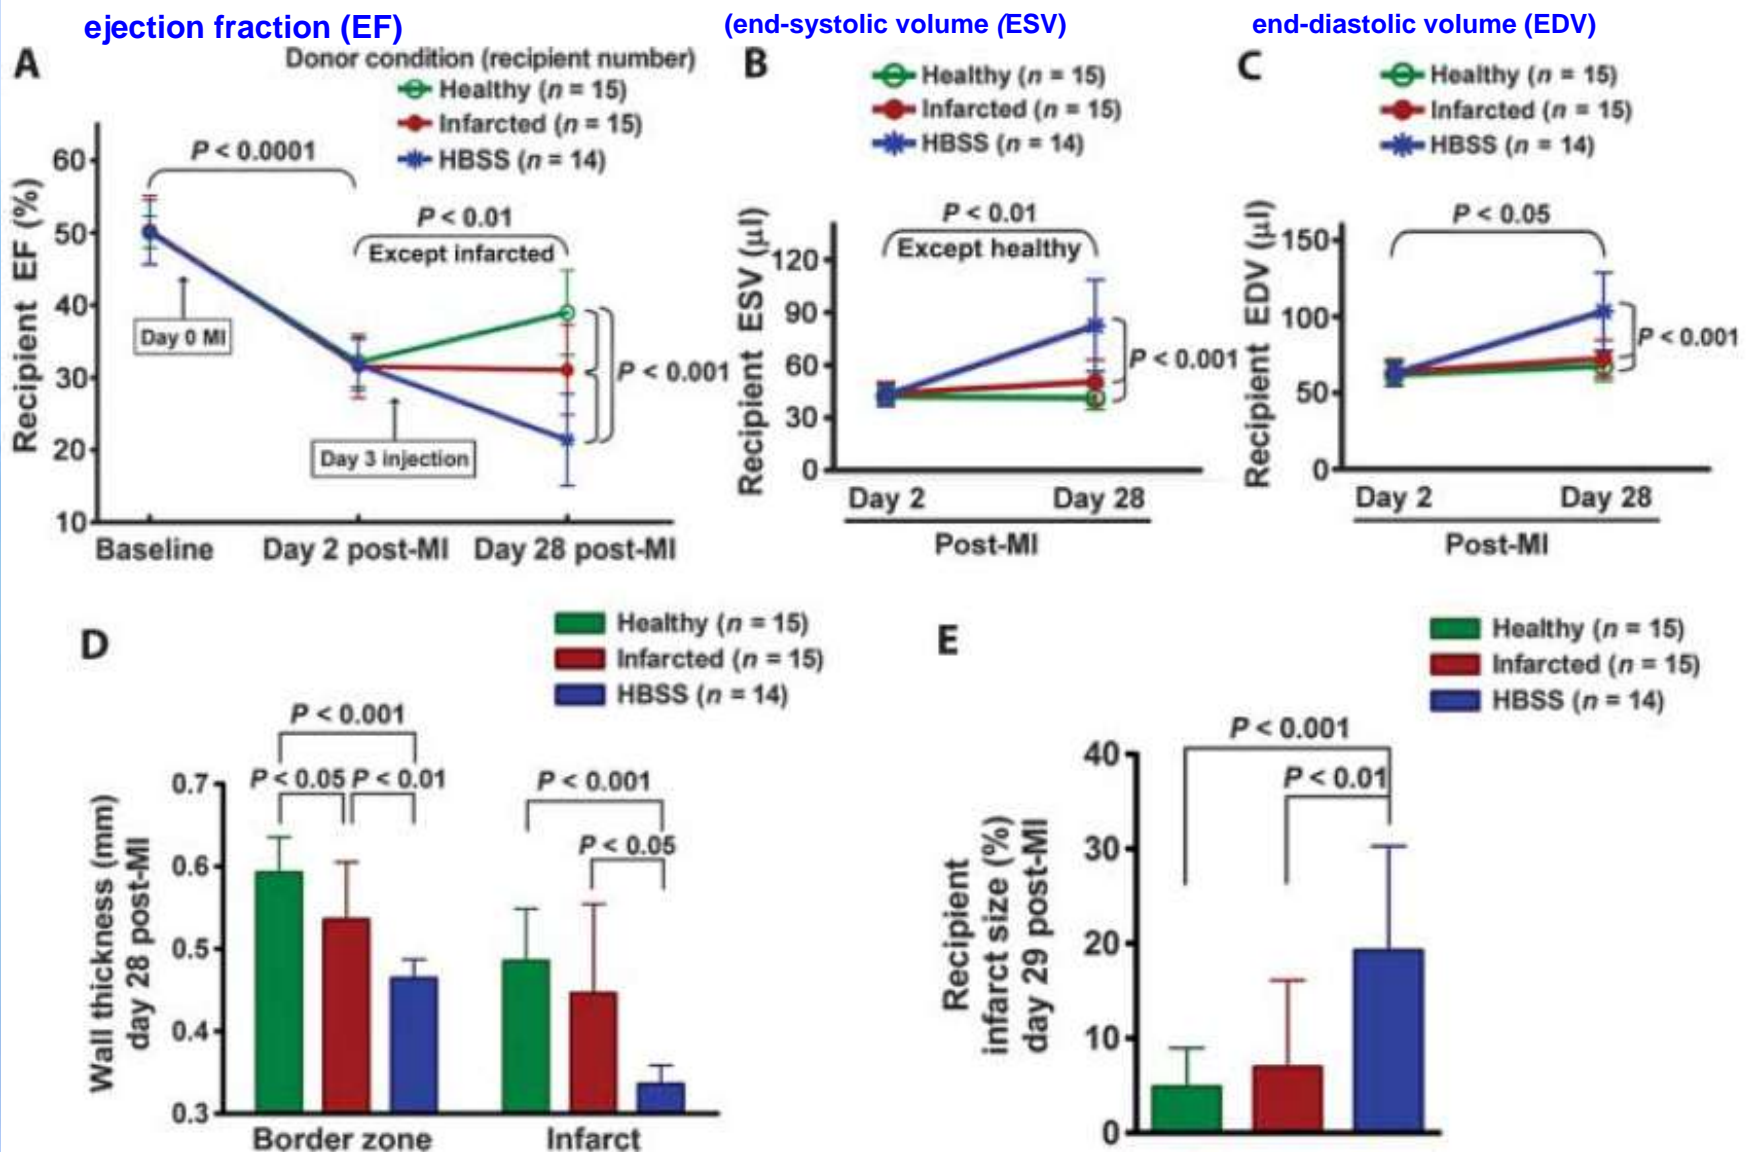 ejection fraction (EF)
(end-systolic volume (ESV)
end-diastolic volume (EDV)
A
Donor condition (recipient number)
Healthy (n = 15)
Infarcted (n = 15)
HBSS (n = 14)
P < 0.0001
P < 0.01
Except infarcted
P < 0.001
Day 0 MI
Day 3 injection
Recipient EF (%)
60
50
40
30
20
10
Baseline
Day 2 post-MI
Day 28 post-MI
B
Healthy (n = 15)
Infarcted (n = 15)
HBSS (n = 14)
P < 0.01
Except healthy
P < 0.001
Recipient ESV (μl)
120
90
60
30
0
Day 2
Day 28
Post-MI
C
Healthy (n = 15)
Infarcted (n = 15)
HBSS (n = 14)
P < 0.05
P < 0.001
Recipient EDV (μl)
150
100
50
0
Day 2
Day 28
Post-MI
D
Healthy (n = 15)
Infarcted (n = 15)
HBSS (n = 14)
P < 0.001
P < 0.05
P < 0.01
P < 0.001
P < 0.05
Wall thickness (mm)
day 28 post-MI
0.7
0.6
0.5
0.4
0.3
Border zone
Infarct
E
Healthy (n = 15)
Infarcted (n = 15)
HBSS (n = 14)
P < 0.001
P < 0.01
Recipient
infarct size (%)
day 29 post-MI
40
30
20
10
0